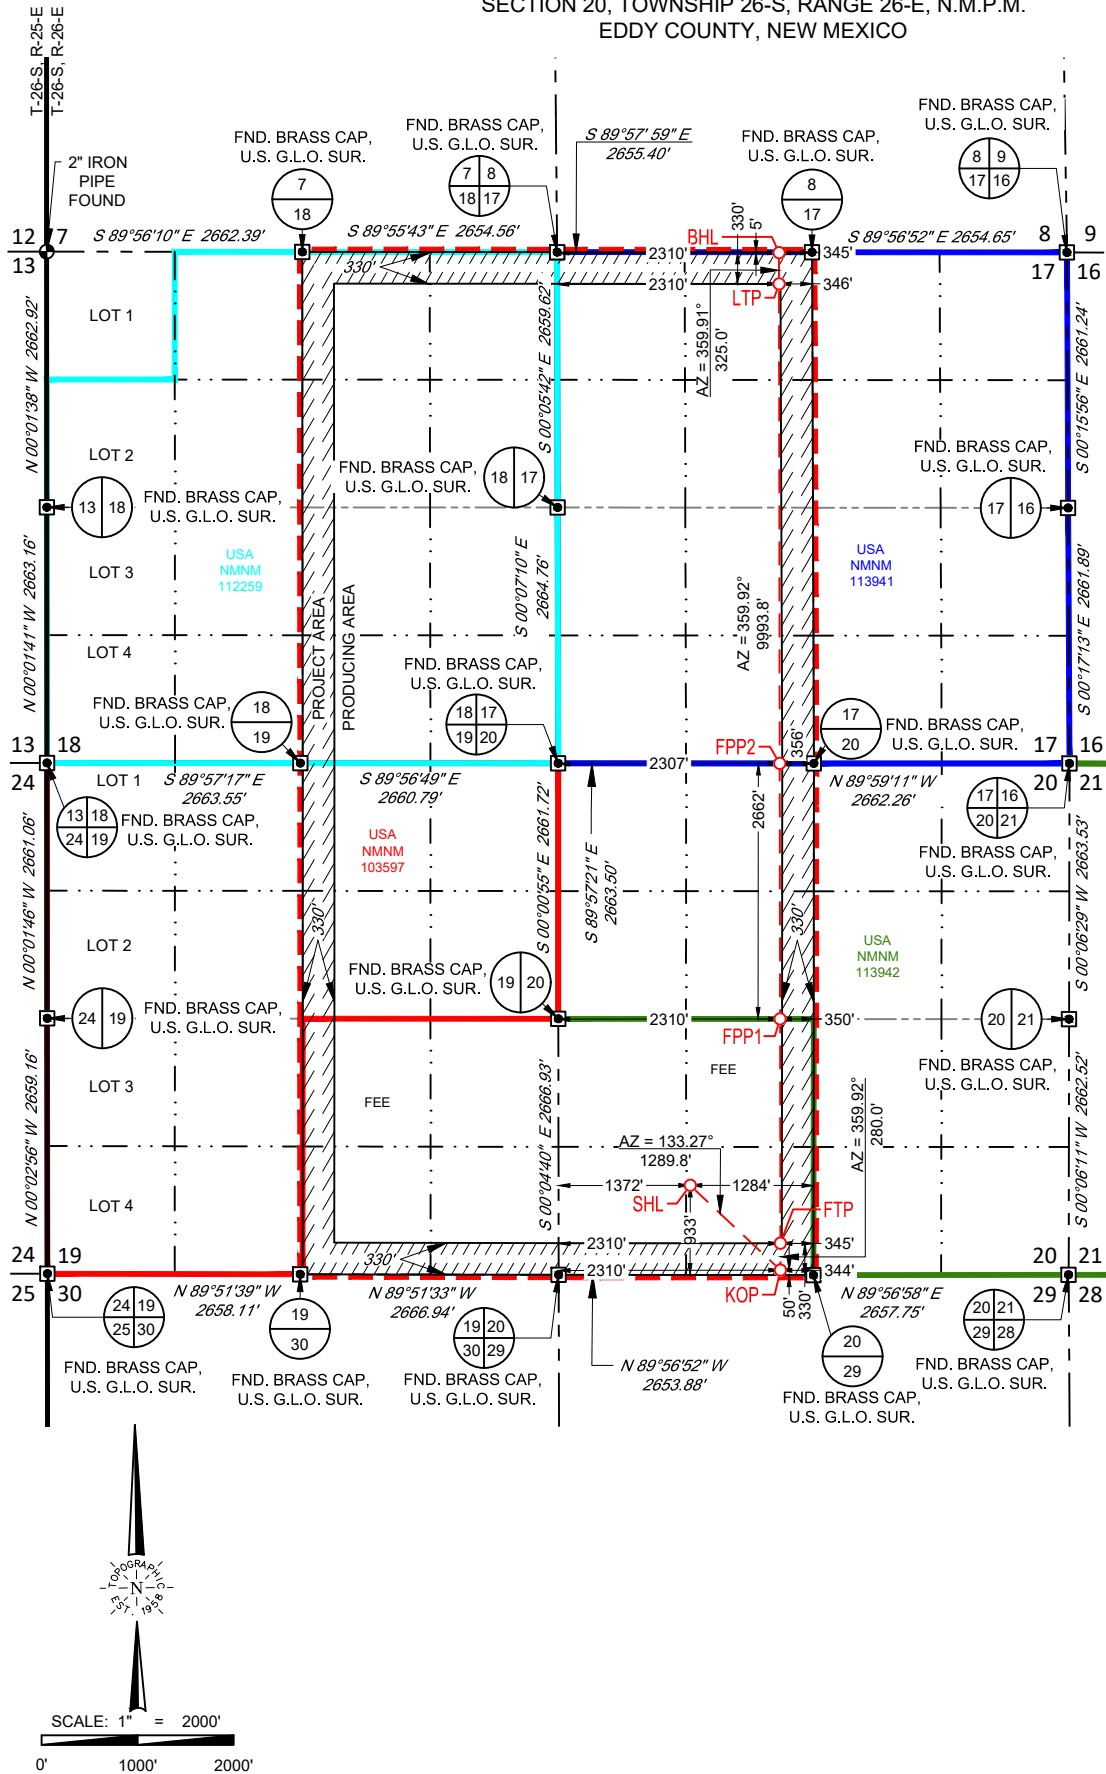 SECTION 20, TOWNSHIP 26-S, RANGE 26-E, N.M.P.M.
EDDY COUNTY, NEW MEXICO
T-26-S, R-25-E
T-26-S, R-26-E
FND. BRASS CAP,
U.S. G.L.O. SUR.
7
18
FND. BRASS CAP,
U.S. G.L.O. SUR.
7 8
18 17
S 89°57'59" E
2655.40'
FND. BRASS CAP,
U.S. G.L.O. SUR.
8
17
FND. BRASS CAP,
U.S. G.L.O. SUR.
8 9
17 16
2" IRON
PIPE
FOUND
12 7
13
S 89°56'10" E 2662.39'
S 89°55'43" E 2654.56'
BHL
330'
5'
S 89°56'52" E 2654.65'
8 9
17 16
330'
2310'
345'
2310'
LTP
346'
AZ = 359.91°
325.0'
LOT 1
N 00°01'38" W 2662.92'
S 00°05'42" E 2659.62'
S 00°15'56" E 2661.24'
LOT 2
FND. BRASS CAP,
U.S. G.L.O. SUR.
13 18
FND. BRASS CAP,
U.S. G.L.O. SUR.
18 17
FND. BRASS CAP,
U.S. G.L.O. SUR.
17 16
USA
NMNM
112259
USA
NMNM
113941
LOT 3
N 00°01'41" W 2663.16'
S 00°07'10" E
2664.76'
AZ = 359.92°
9993.8'
S 00°17'13" E 2661.89'
PROJECT AREA
PRODUCING AREA
LOT 4
FND. BRASS CAP,
U.S. G.L.O. SUR.
18
19
FND. BRASS CAP,
U.S. G.L.O. SUR.
18 17
19 20
17
20
FND. BRASS CAP,
U.S. G.L.O. SUR.
13 18
24
FPP2
356'
2307'
17 16
20 21
LOT 1
S 89°57'17" E
2663.55'
S 89°56'49" E
2660.79'
N 89°59'11" W
2662.26'
13 18
24 19
FND. BRASS CAP,
U.S. G.L.O. SUR.
17 16
20 21
FND. BRASS CAP,
U.S. G.L.O. SUR.
USA
NMNM
103597
N 00°01'46" W 2661.06'
S 00°00'55" E 2661.72'
S 89°57'21" E
2663.50'
2662'
S 00°06'29" W 2663.53'
LOT 2
330'
330'
USA
NMNM
113942
FND. BRASS CAP,
U.S. G.L.O. SUR.
19 20
24 19
FND. BRASS CAP,
U.S. G.L.O. SUR.
2310'
FPP1
350'
20 21
FND. BRASS CAP,
U.S. G.L.O. SUR.
LOT 3
FEE
FEE
N 00°02'56" W 2659.16'
S 00°04'40" E 2666.93'
AZ = 359.92°
280.0'
S 00°06'11" W 2662.52'
AZ = 133.27°
1289.8'
1372'
1284'
SHL
933'
LOT 4
FTP
2310'
345'
330'
24 19
25 30
2310'
344'
KOP
50'
330'
20 21
29 28
N 89°51'39" W
2658.11'
N 89°51'33" W
2666.94'
N 89°56'58" E
2657.75'
24 19
25 30
FND. BRASS CAP,
U.S. G.L.O. SUR.
19
30
FND. BRASS CAP,
U.S. G.L.O. SUR.
19 20
30 29
FND. BRASS CAP,
U.S. G.L.O. SUR.
N 89°56'52" W
2653.88'
20
29
FND. BRASS CAP,
U.S. G.L.O. SUR.
20 21
29 28
FND. BRASS CAP,
U.S. G.L.O. SUR.
TOPOGRAPHIC
N
EST. 1958
SCALE: 1" = 2000'
0' 1000' 2000'